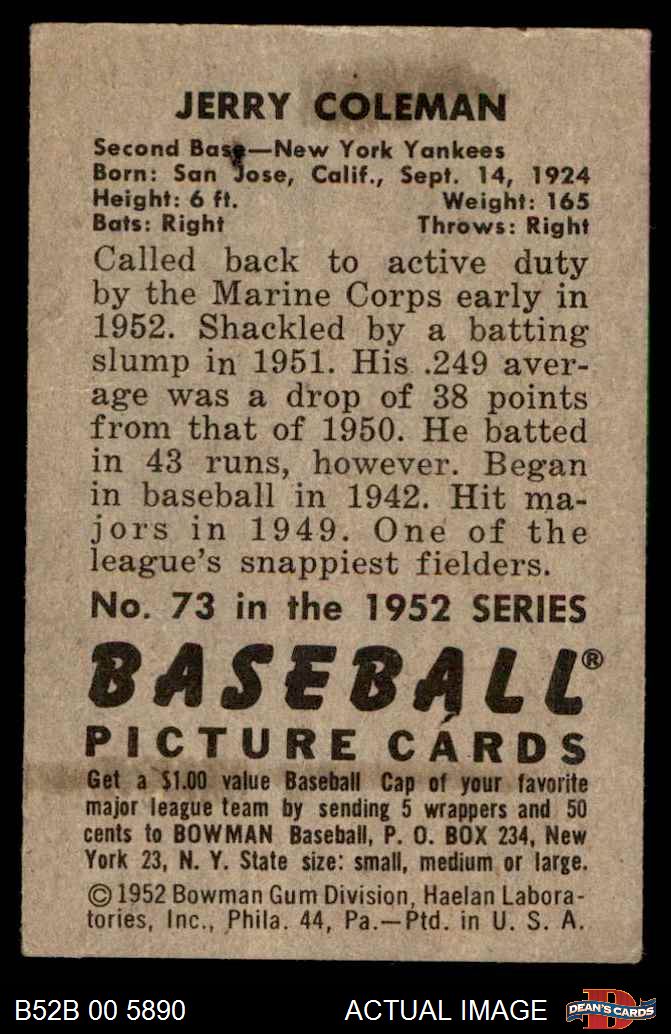 JERRY COLEMAN
Second Base—New York Yankees
Born: San Jose, Calif., Sept. 14, 1924
Height: 6 ft. Weight: 165
Bats: Right Throws: Right
Called back to active duty
by the Marine Corps early in
1952. Shackled by a batting
slump in 1951. His .249 aver-
age was a drop of 38 points
from that of 1950. He batted
in 43 runs, however. Began
in baseball in 1942. Hit ma-
jors in 1949. One of the
league's snappiest fielders.
No. 73 in the 1952 SERIES
BASEBALL®
PICTURE CARDS
Get a $1.00 value Baseball Cap of your favorite
major league team by sending 5 wrappers and 50
cents to BOWMAN Baseball, P. O. BOX 234, New
York 23, N. Y. State size: small, medium or large.
© 1952 Bowman Gum Division, Haelan Labora-
tories, Inc., Phila. 44, Pa.—Ptd. in U. S. A.
B52B 00 5890 ACTUAL IMAGE D DEAN'S CARDS